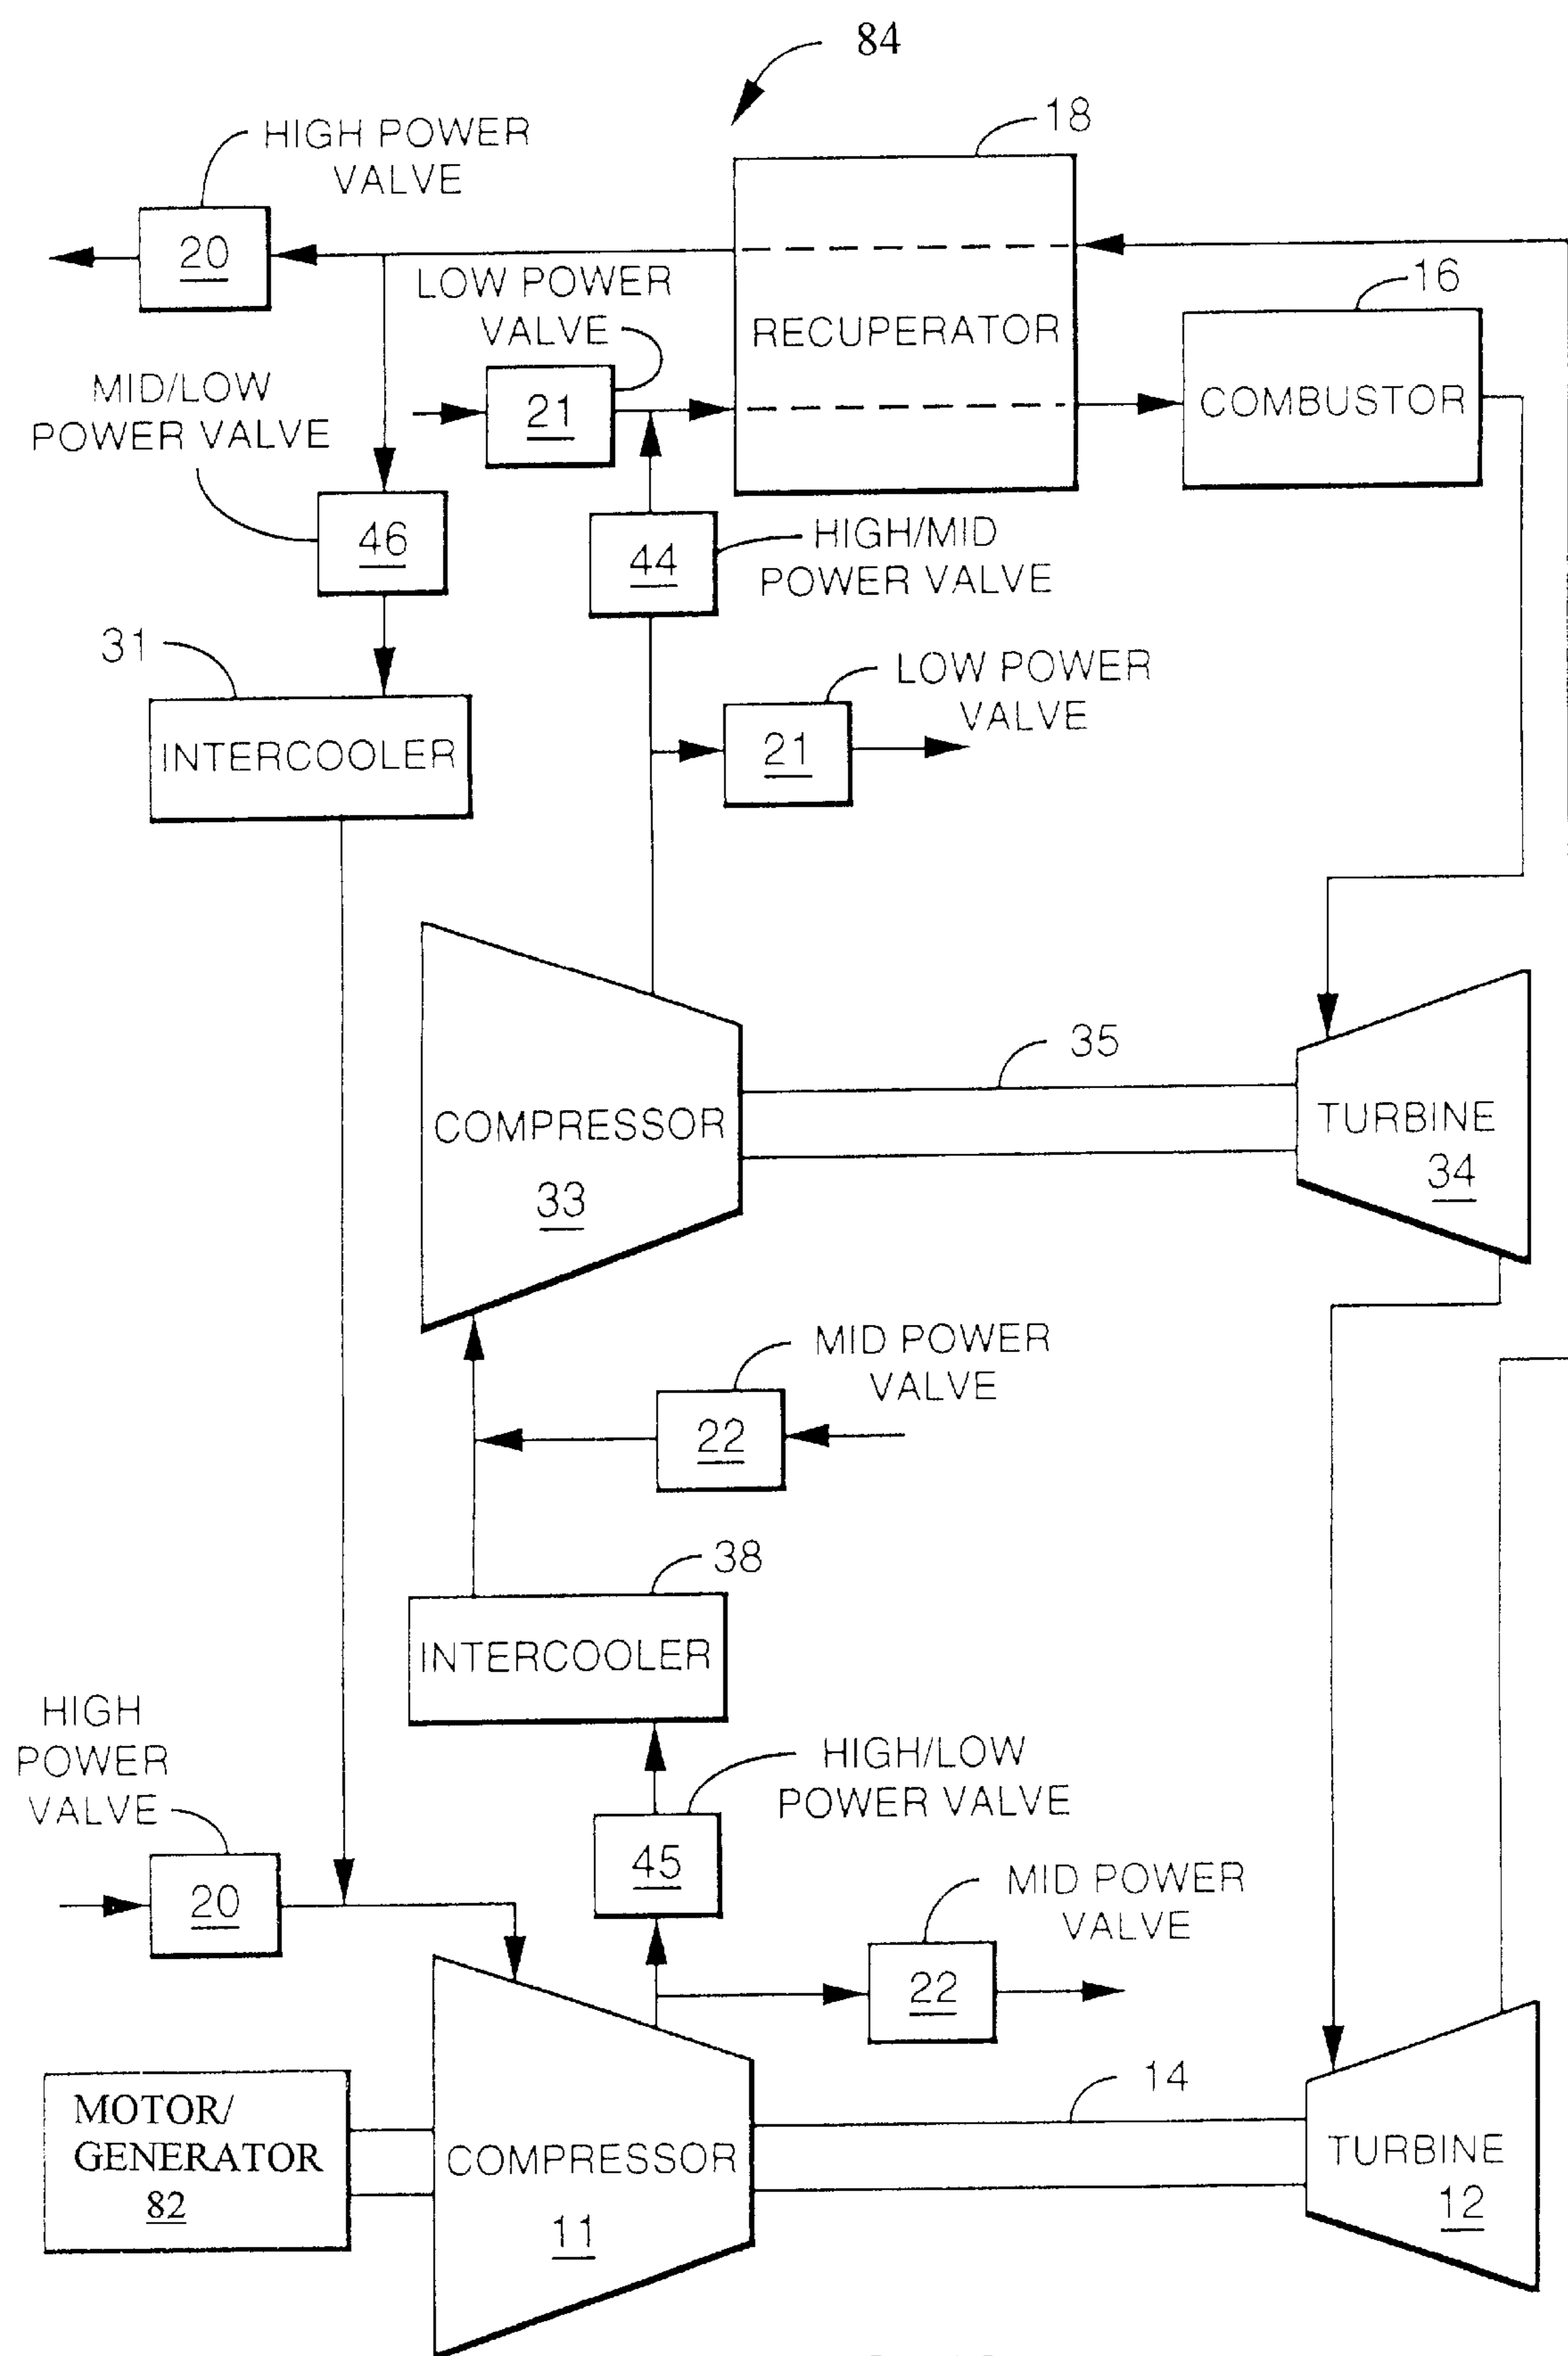 84
18
HIGH POWER
VALVE
20
LOW POWER
VALVE
16
RECUPERATOR
COMBUSTOR
MID/LOW
POWER VALVE
21
46
44
HIGH/MID
POWER VALVE
31
LOW POWER
VALVE
INTERCOOLER
21
35
COMPRESSOR
33
TURBINE
34
MID POWER
VALVE
22
38
INTERCOOLER
HIGH
POWER
VALVE
HIGH/LOW
POWER VALVE
45
20
MID POWER
VALVE
22
14
MOTOR/
GENERATOR
82
COMPRESSOR
11
TURBINE
12